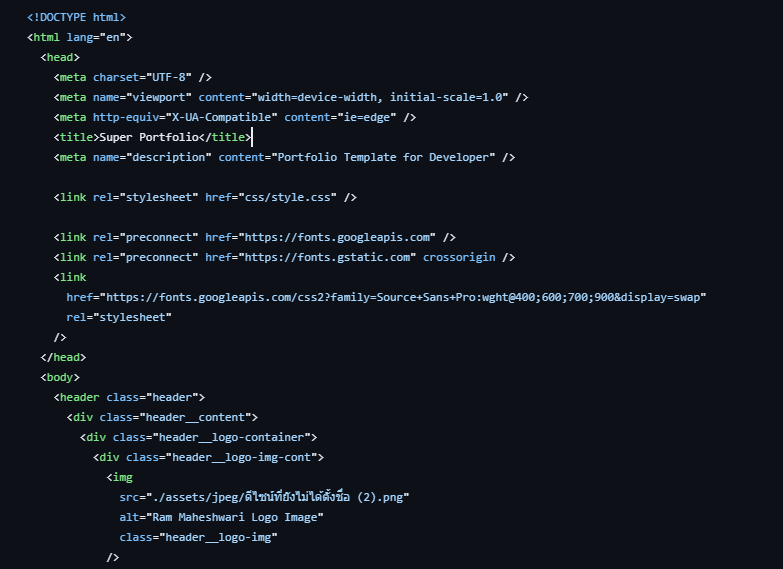 <!DOCTYPE html>
<html lang="en">
<head>
<meta charset="UTF-8" />
<meta name="viewport" content="width=device-width, initial-scale=1.0" />
<meta http-equiv="X-UA-Compatible" content="ie=edge" />
<title>Super Portfolio</title>
<meta name="description" content="Portfolio Template for Developer" />
<link rel="stylesheet" href="css/style.css" />
<link rel="preconnect" href="https://fonts.googleapis.com" />
<link rel="preconnect" href="https://fonts.gstatic.com" crossorigin />
<link
href="https://fonts.googleapis.com/css2?family=Source+Sans+Pro:wght@400;600;700;900&display=swap"
rel="stylesheet"
/>
</head>
<body>
<header class="header">
<div class="header__content">
<div class="header__logo-container">
<div class="header__logo-img-cont">
<img
src="./assets/jpeg/ดีไซน์ที่ยังไม่ได้ตั้งชื่อ (2).png"
alt="Ram Maheshwari Logo Image"
class="header__logo-img"
/>